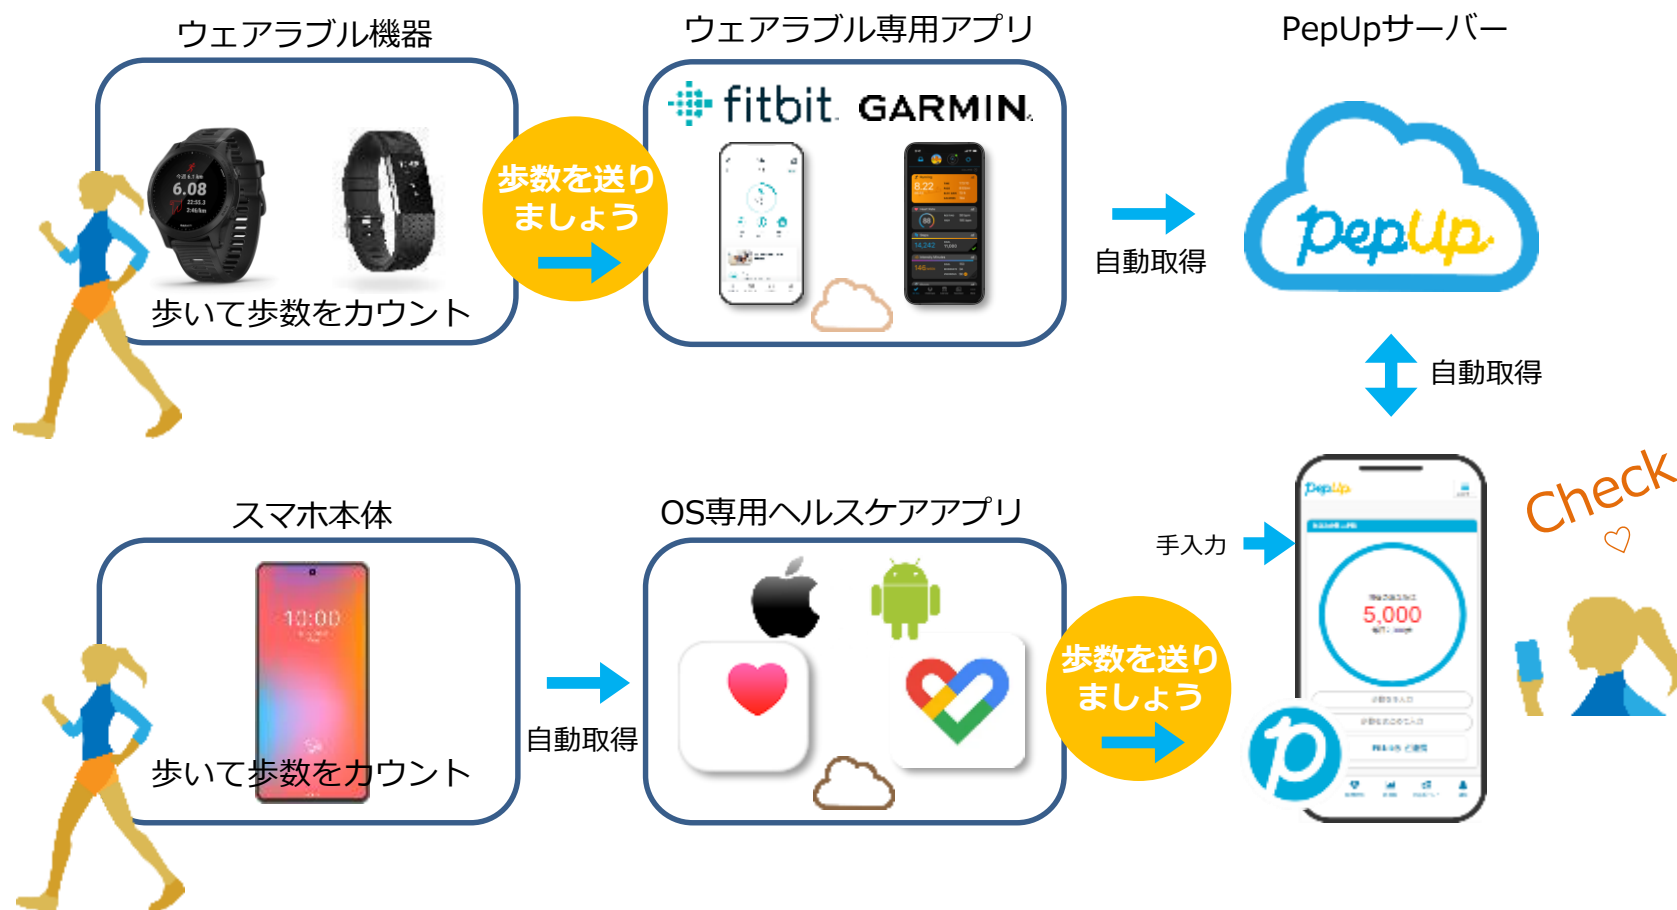 ウェアラブル機器
ウェアラブル専用アプリ
PepUpサーバー
fitbit.
GARMIN.
6.08
歩数を送り
ましょう
8.22
14,242
自動取得
PepUp
歩いて歩数をカウント
自動取得
スマホ本体
OS専用ヘルスケアアプリ
PepUp
Check
♡
手入力
10:00
5,000
歩数を送り
ましょう
自動取得
歩いて歩数をカウント
p